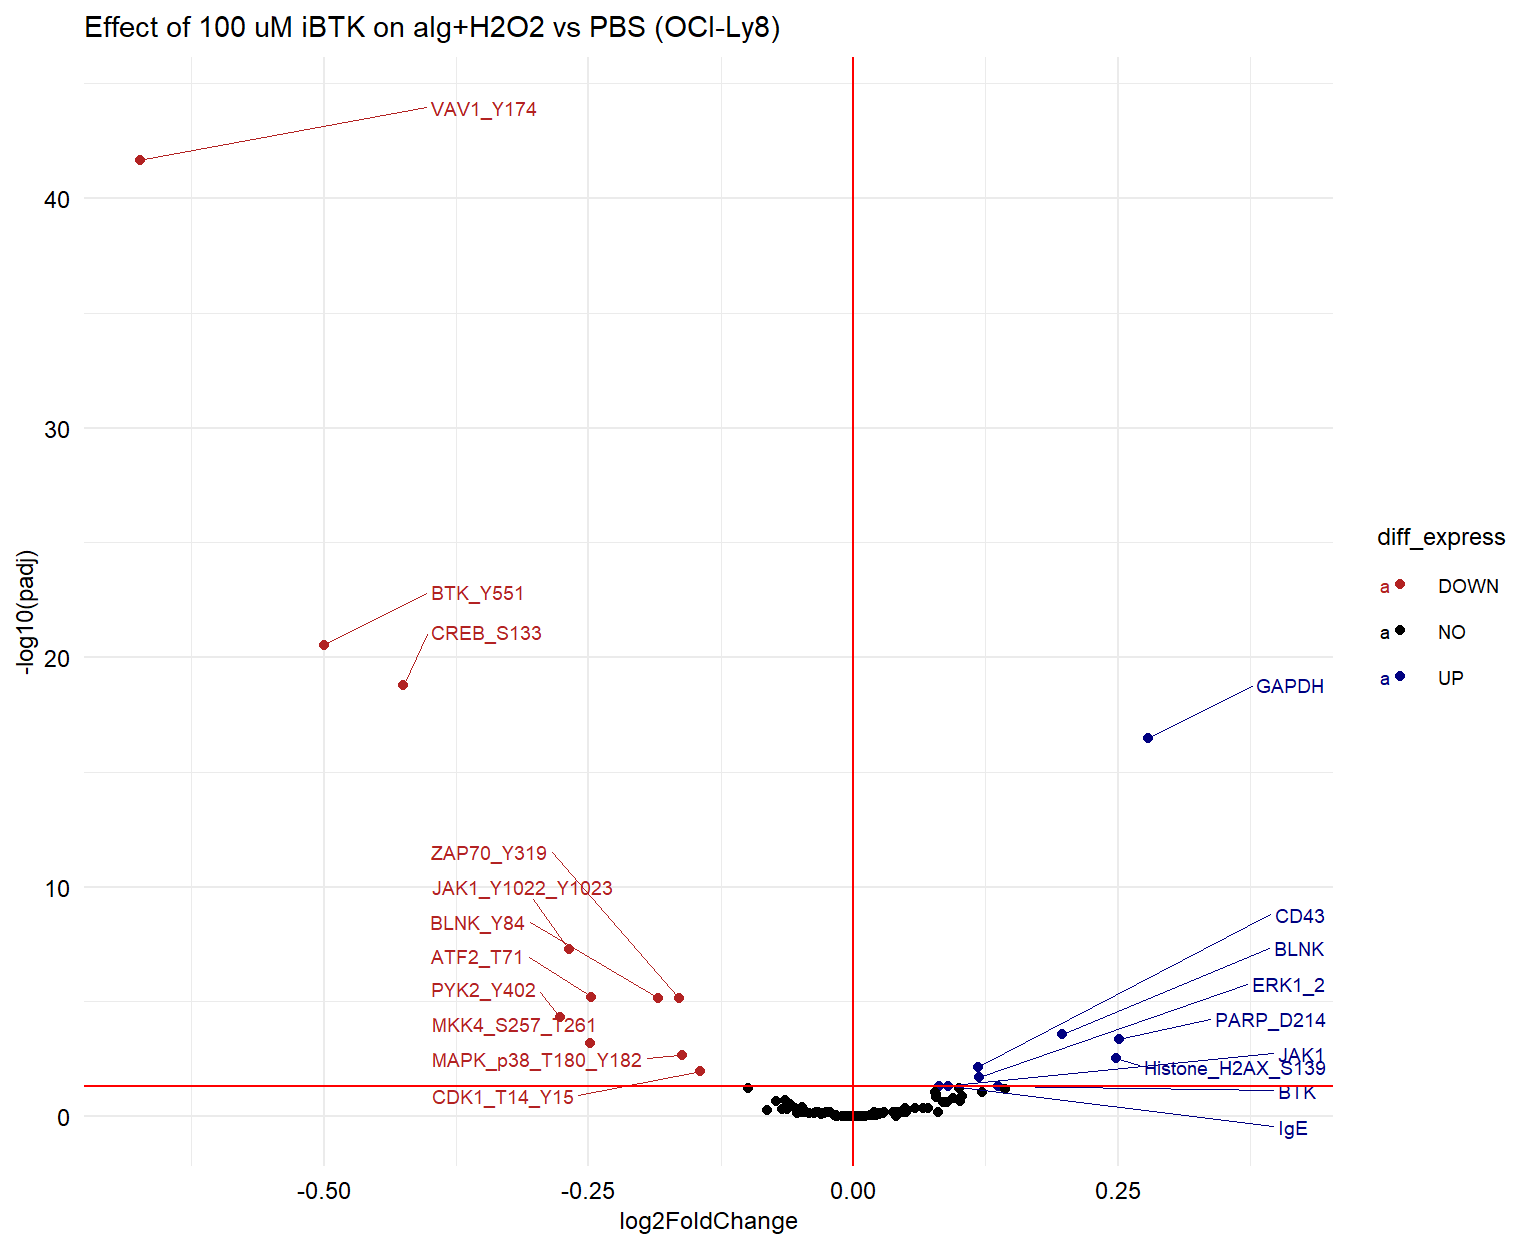 Effect of 100 uM iBTK on alg+H2O2 vs PBS (OCI-Ly8)
VAV1_Y174
40
30
BTK_Y551
CREB_S133
20
GAPDH
ZAP70_Y319
JAK1_Y1022_Y1023
10
BLNK_Y84
CD43
BLNK
ATF2_T71
ERK1_2
PYK2_Y402
PARP_D214
MKK4_S257_T261
JAK1
MAPK_p38_T180_Y182
Histone_H2AX_S139
BTK
CDK1_T14_Y15
0
IgE
-0.50
-0.25
0.00
0.25
log2FoldChange
-log10(padj)
diff_express
a DOWN
a NO
a UP